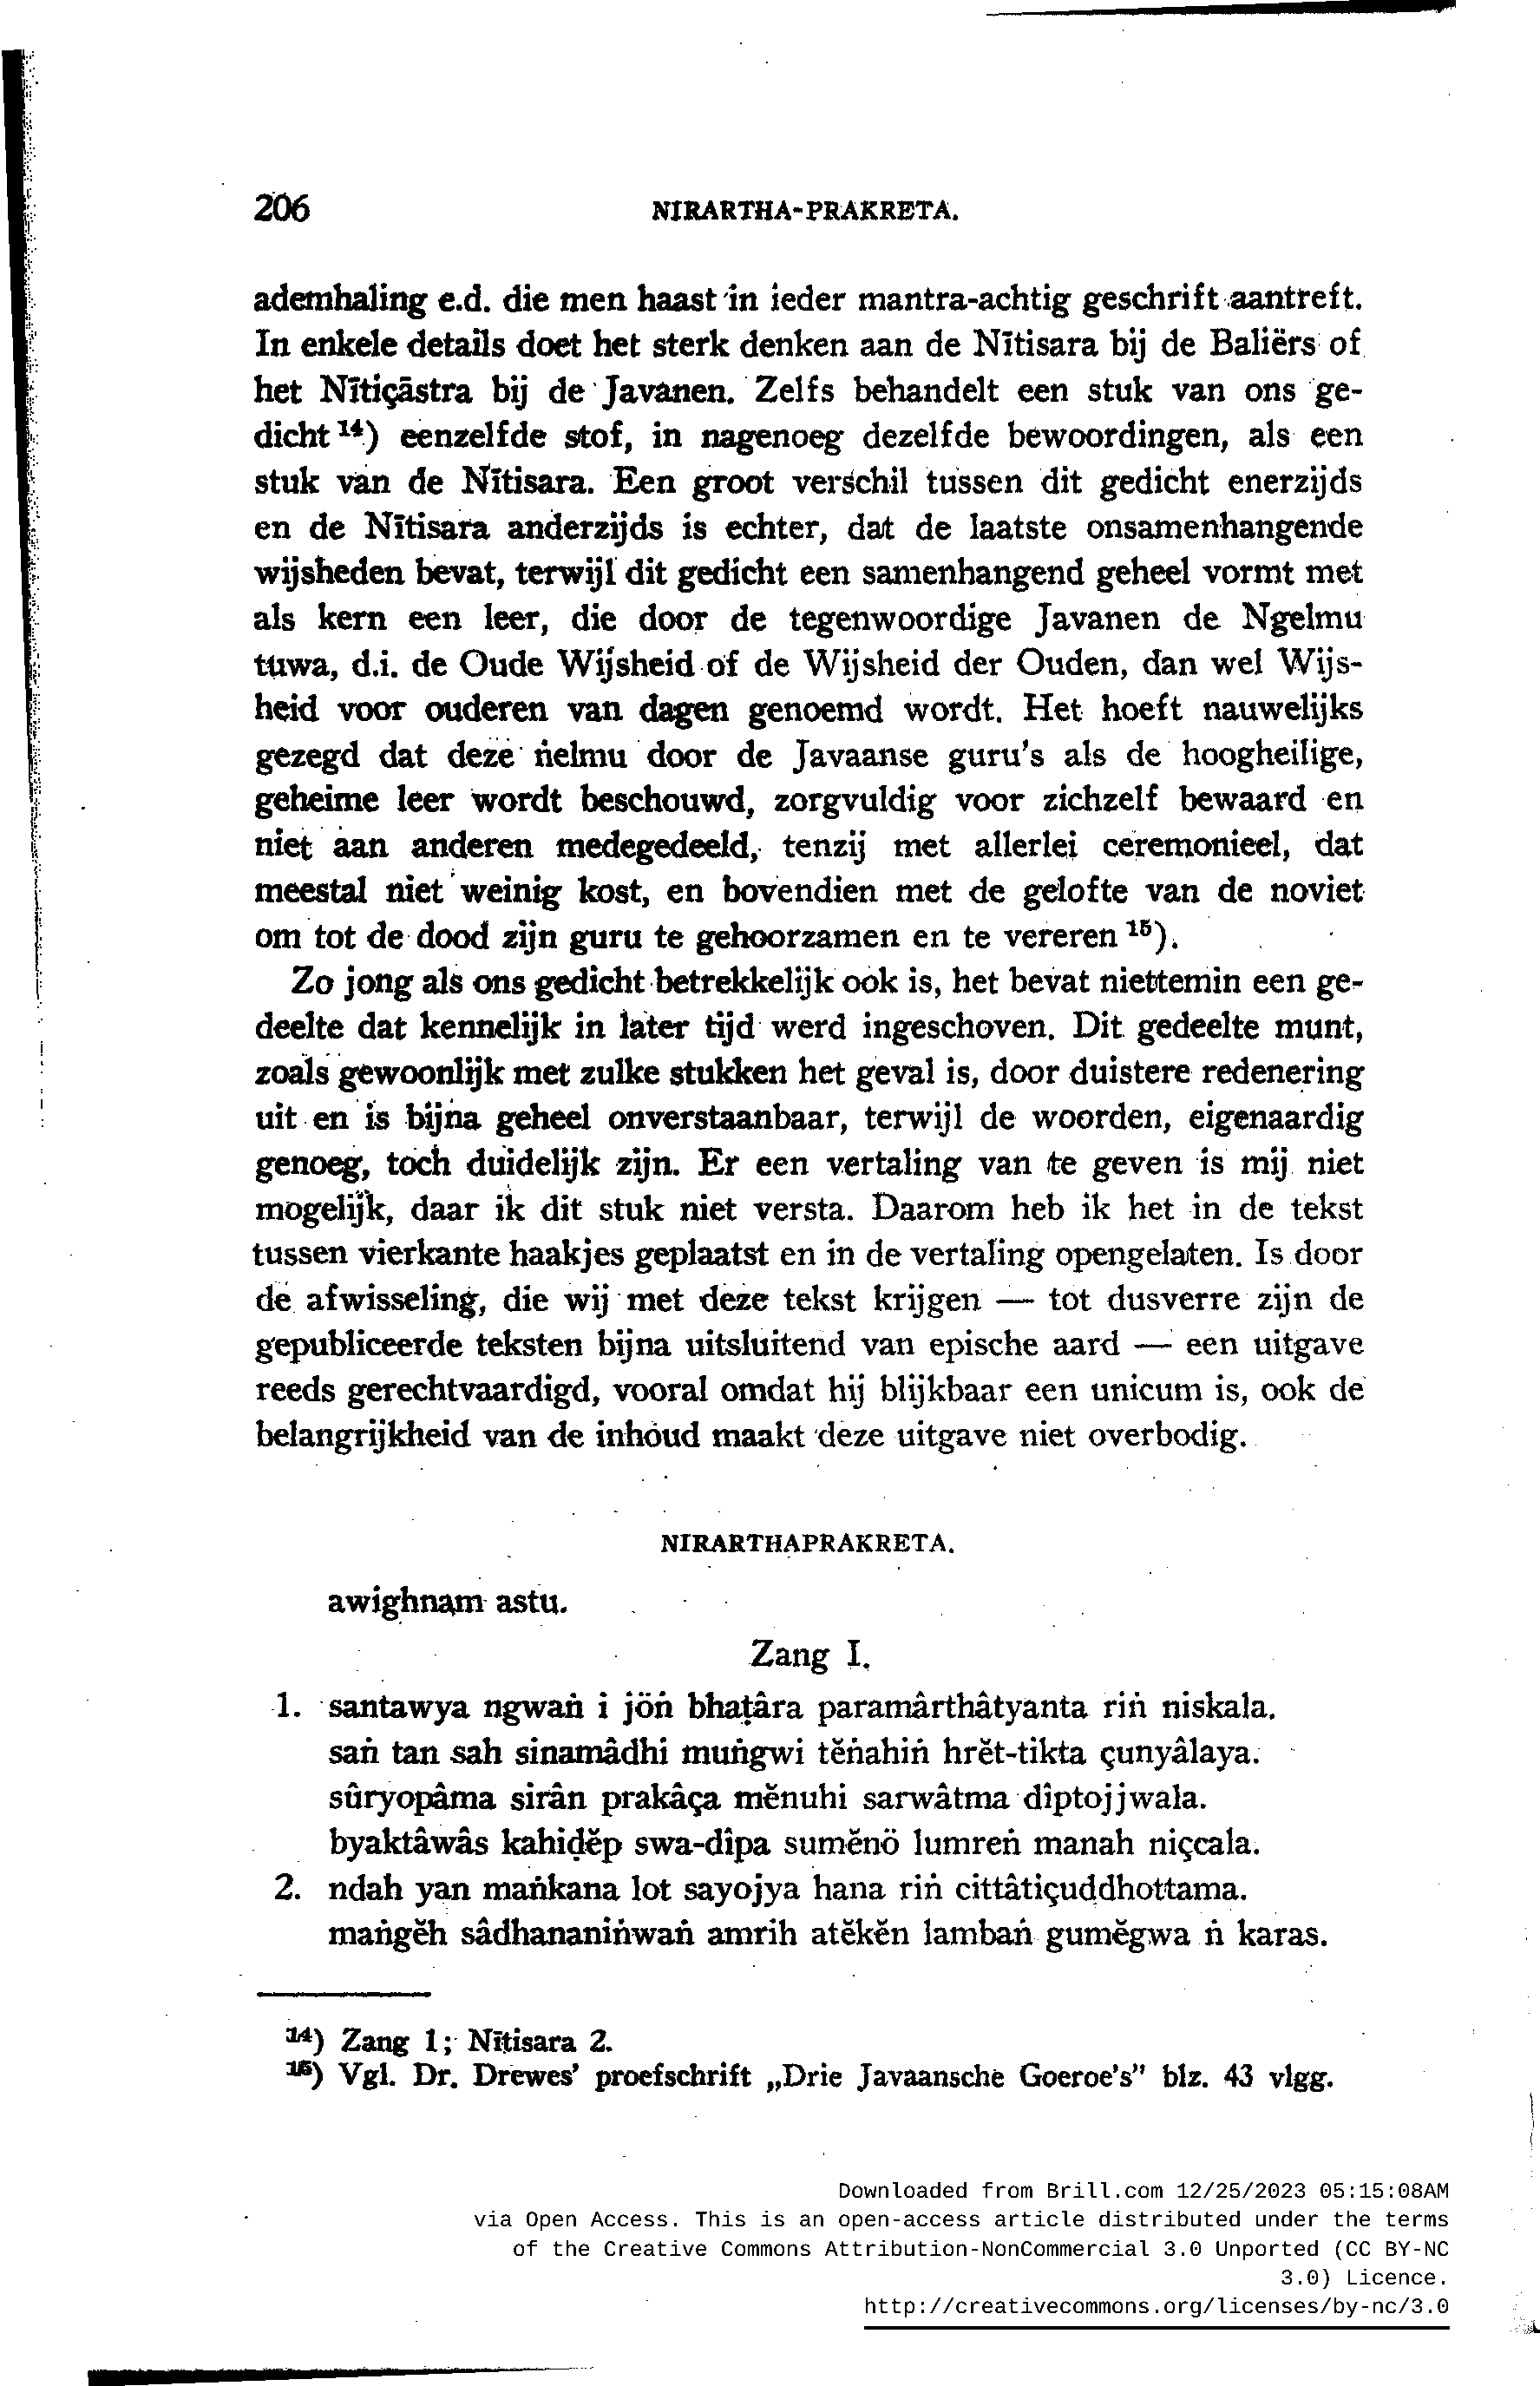 206 NIRARTHA-PRAKRETA.
ademhaling e.d. die men haast in ieder mantra-achtig geschrift aantreft.
In enkele details doet het sterk denken aan de Nītisara bij de Baliërs of
het Nītiçāstra bij de Javanen. Zelfs behandelt een stuk van ons ge-
dicht ¹⁴) eenzelfde stof, in nagenoeg dezelfde bewoordingen, als een
stuk van de Nītisara. Een groot verschil tussen dit gedicht enerzijds
en de Nītisara anderzijds is echter, dat de laatste onsamenhangende
wijsheden bevat, terwijl dit gedicht een samenhangend geheel vormt met
als kern een leer, die door de tegenwoordige Javanen de Ngelmu
tuwa, d.i. de Oude Wijsheid of de Wijsheid der Ouden, dan wel Wijs-
heid voor ouderen van dagen genoemd wordt. Het hoeft nauwelijks
gezegd dat deze ṅelmu door de Javaanse guru's als de hoogheilige,
geheime leer wordt beschouwd, zorgvuldig voor zichzelf bewaard en
niet aan anderen medegedeeld, tenzij met allerlei ceremonieel, dat
meestal niet weinig kost, en bovendien met de gelofte van de noviet
om tot de dood zijn guru te gehoorzamen en te vereren ¹⁵).
Zo jong als ons gedicht betrekkelijk ook is, het bevat niettemin een ge-
deelte dat kennelijk in later tijd werd ingeschoven. Dit gedeelte munt,
zoals gewoonlijk met zulke stukken het geval is, door duistere redenering
uit en is bijna geheel onverstaanbaar, terwijl de woorden, eigenaardig
genoeg, toch duidelijk zijn. Er een vertaling van te geven is mij niet
mogelijk, daar ik dit stuk niet versta. Daarom heb ik het in de tekst
tussen vierkante haakjes geplaatst en in de vertaling opengelaten. Is door
de afwisseling, die wij met deze tekst krijgen — tot dusverre zijn de
gepubliceerde teksten bijna uitsluitend van epische aard — een uitgave
reeds gerechtvaardigd, vooral omdat hij blijkbaar een unicum is, ook de
belangrijkheid van de inhoud maakt deze uitgave niet overbodig.
NIRARTHAPRAKRETA.
awighnạm astu.
Zang I.
1. santawya ngwaṅ i jöṅ bhaṭâra paramârthâtyanta riṅ niskala.
saṅ tan sah sinamâdhi muṅgwi tĕṅahiṅ hrĕt-tikta çunyâlaya.
sûryopâma sirân prakâça mĕnuhi sarwâtma dîptojjwala.
byaktâwâs kahiḍĕp swa-dîpa sumĕnö lumreṅ manah niççala.
2. ndah yan maṅkana lot sayojya hana riṅ cittâtiçuddhottama.
maṅgĕh sâdhananiṅwaṅ amrih atĕkĕn lambaṅ gumĕgwa ṅ karas.
¹⁴) Zang 1; Nītisara 2.
¹⁵) Vgl. Dr. Drewes' proefschrift „Drie Javaansche Goeroe's" blz. 43 vlgg.
Downloaded from Brill.com 12/25/2023 05:15:08AM
via Open Access. This is an open-access article distributed under the terms
of the Creative Commons Attribution-NonCommercial 3.0 Unported (CC BY-NC
3.0) Licence.
http://creativecommons.org/licenses/by-nc/3.0